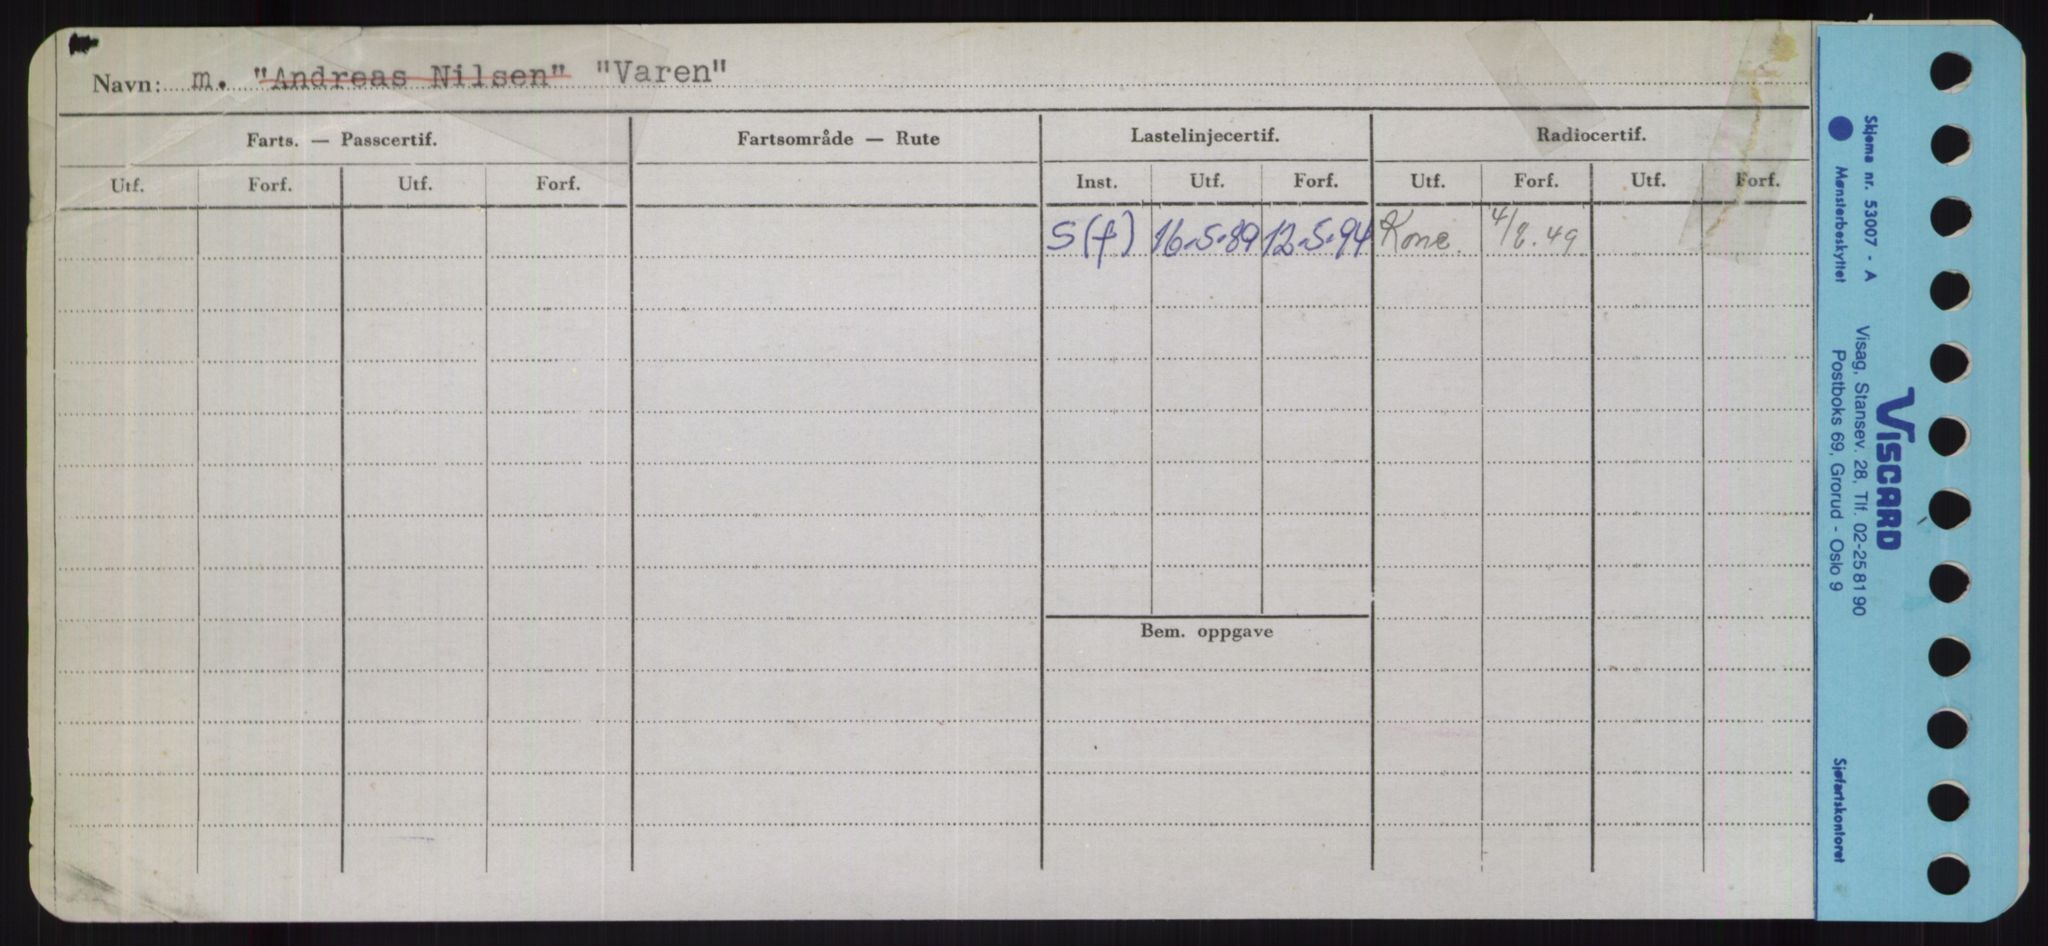 Navn: m. "Andreas Nilsen" "Varen"
Farts. — Passcertif. Fartsområde — Rute Lastelinjecertif. Radiocertif.
Utf. Forf. Utf. Forf. Inst. Utf. Forf. Utf. Forf. Utf. Forf.
S(f) 16-5-89 12-5-94 4/8.49
Bem. oppgave
Skjema nr. 53007 - A
Mønsterbeskyttet
VISCARD
Visag, Stansev. 28, Tlf. 02-25 81 90
Postboks 69, Grorud - Oslo 9
Sjøfartskontoret